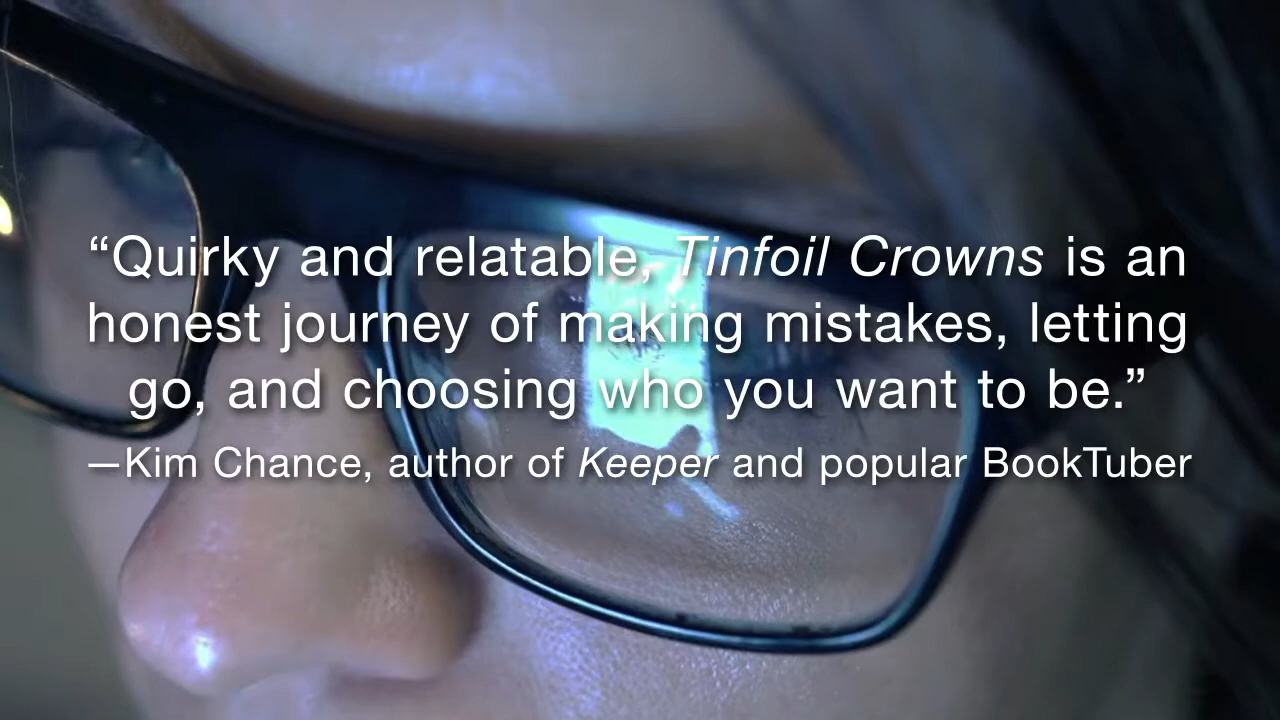 “Quirky and relatable, Tinfoil Crowns is an
honest journey of making mistakes, letting
go, and choosing who you want to be.”
—Kim Chance, author of Keeper and popular BookTuber